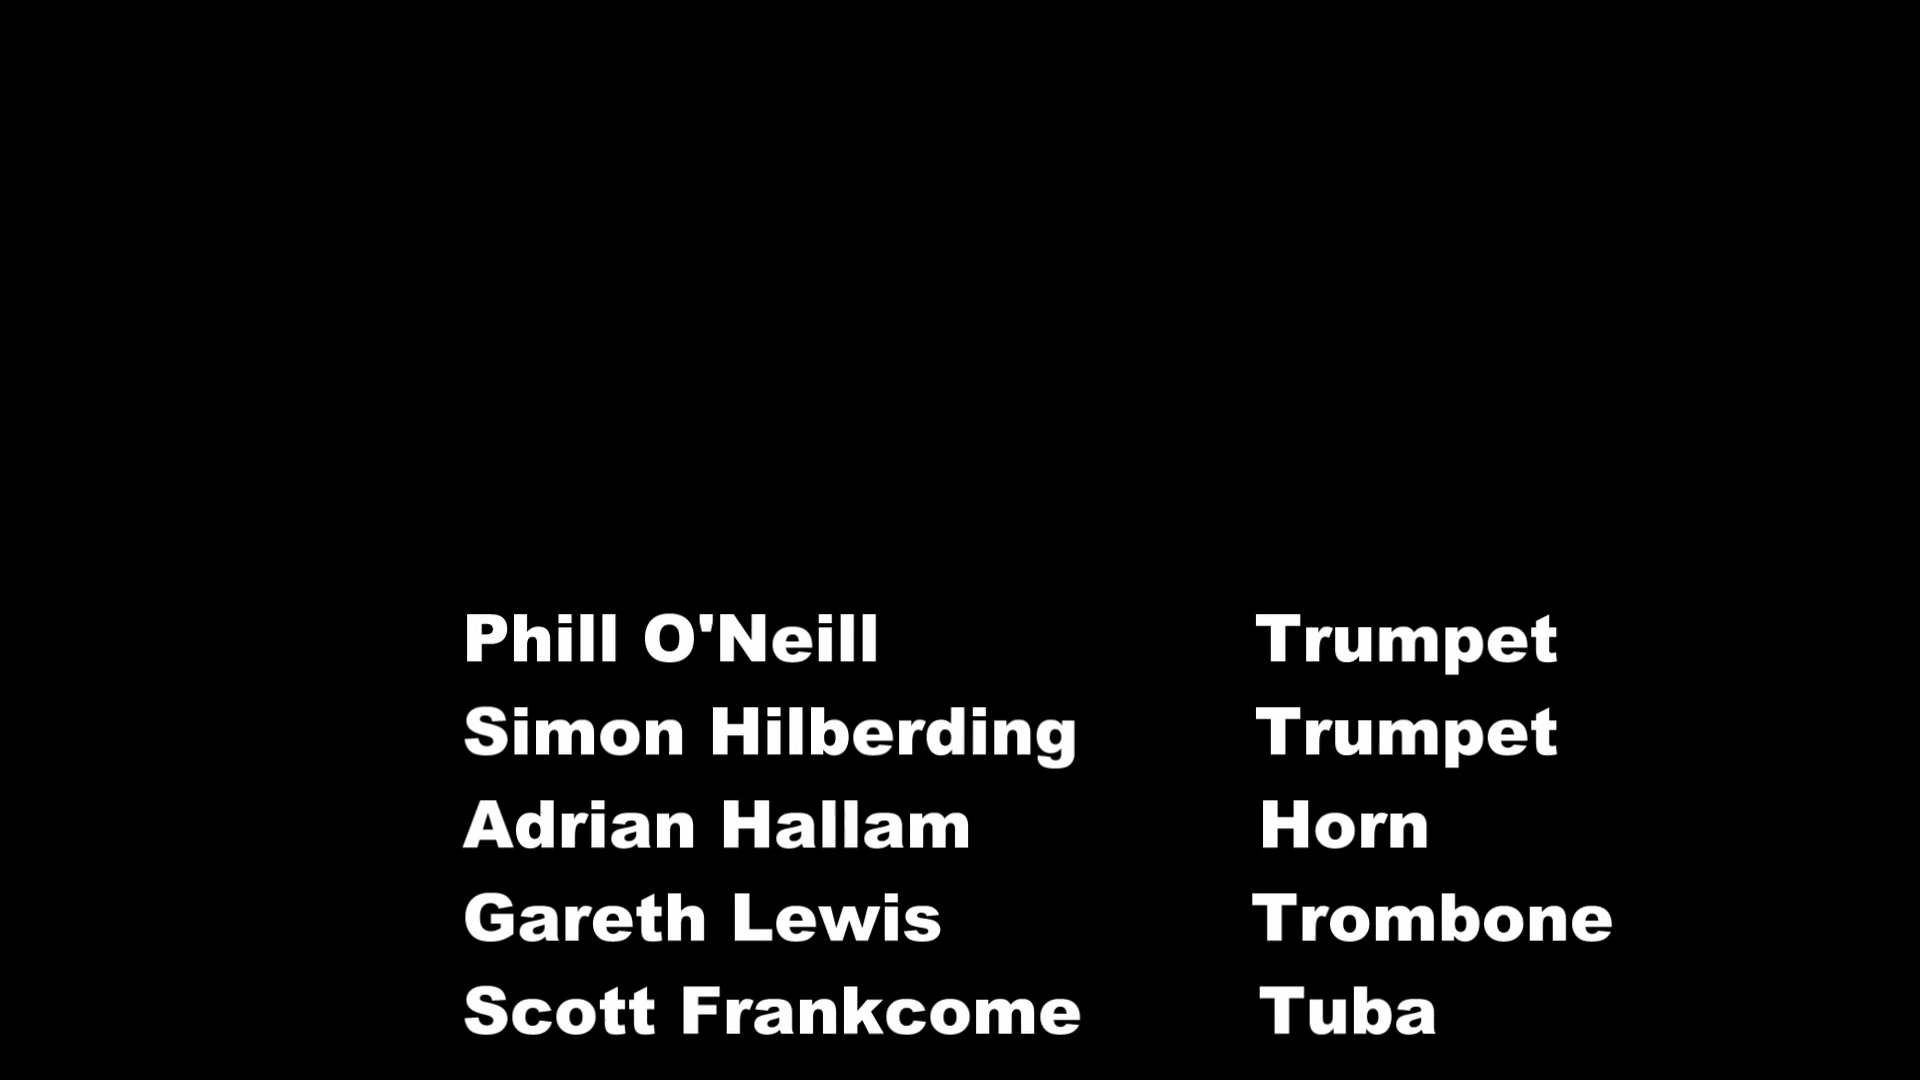 Phill O'Neill Trumpet
Simon Hilberding Trumpet
Adrian Hallam Horn
Gareth Lewis Trombone
Scott Frankcome Tuba